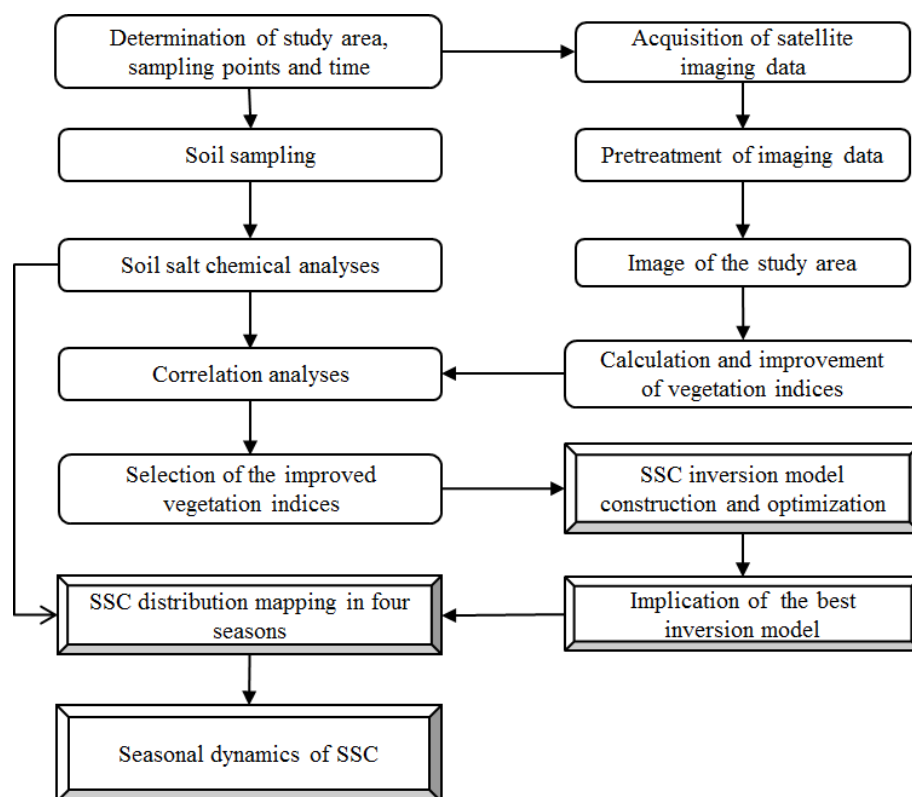 Determination of study area,
sampling points and time
Acquisition of satellite
imaging data
Soil sampling
Pretreatment of imaging data
Soil salt chemical analyses
Image of the study area
Correlation analyses
Calculation and improvement
of vegetation indices
Selection of the improved
vegetation indices
SSC inversion model
construction and optimization
SSC distribution mapping in four
seasons
Implication of the best
inversion model
Seasonal dynamics of SSC